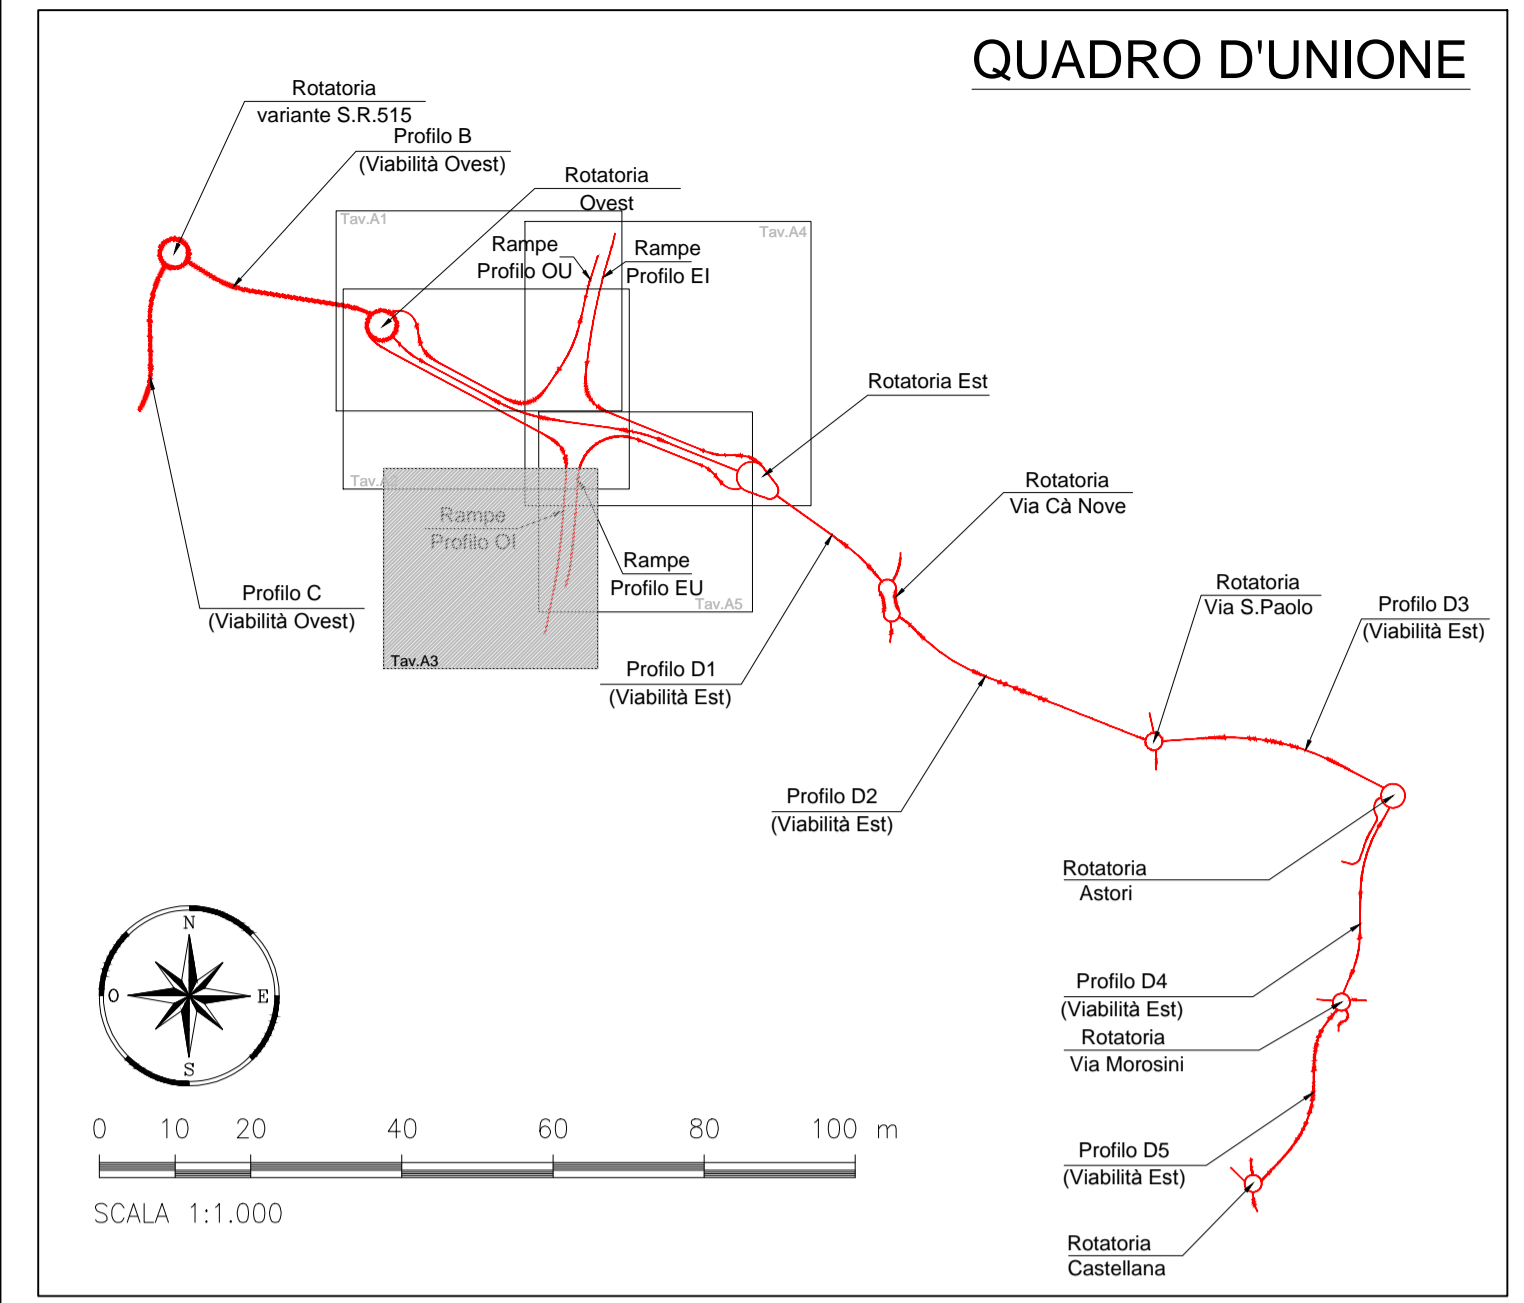 QUADRO D'UNIONE
Rotatoria
variante S.R.515
Profilo B
(Viabilità Ovest)
Rotatoria
Ovest
Tav.A1
Tav.A4
Rampe
Profilo OU
Rampe
Profilo EI
Rotatoria Est
Tav.A2
Rotatoria
Via Cà Nove
Rampe
Profilo OI
Rampe
Profilo EU
Rotatoria
Via S.Paolo
Profilo D3
(Viabilità Est)
Profilo C
(Viabilità Ovest)
Tav.A5
Tav.A3
Profilo D1
(Viabilità Est)
Profilo D2
(Viabilità Est)
Rotatoria
Astori
N
O
E
S
Profilo D4
(Viabilità Est)
Rotatoria
Via Morosini
0 10 20 40 60 80 100 m
Profilo D5
(Viabilità Est)
SCALA 1:1.000
Rotatoria
Castellana